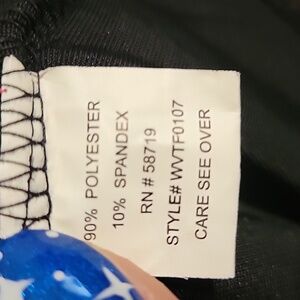 90% POLYESTER
10% SPANDEX
RN # 58719
STYLE# WVTF0107
CARE SEE OVER